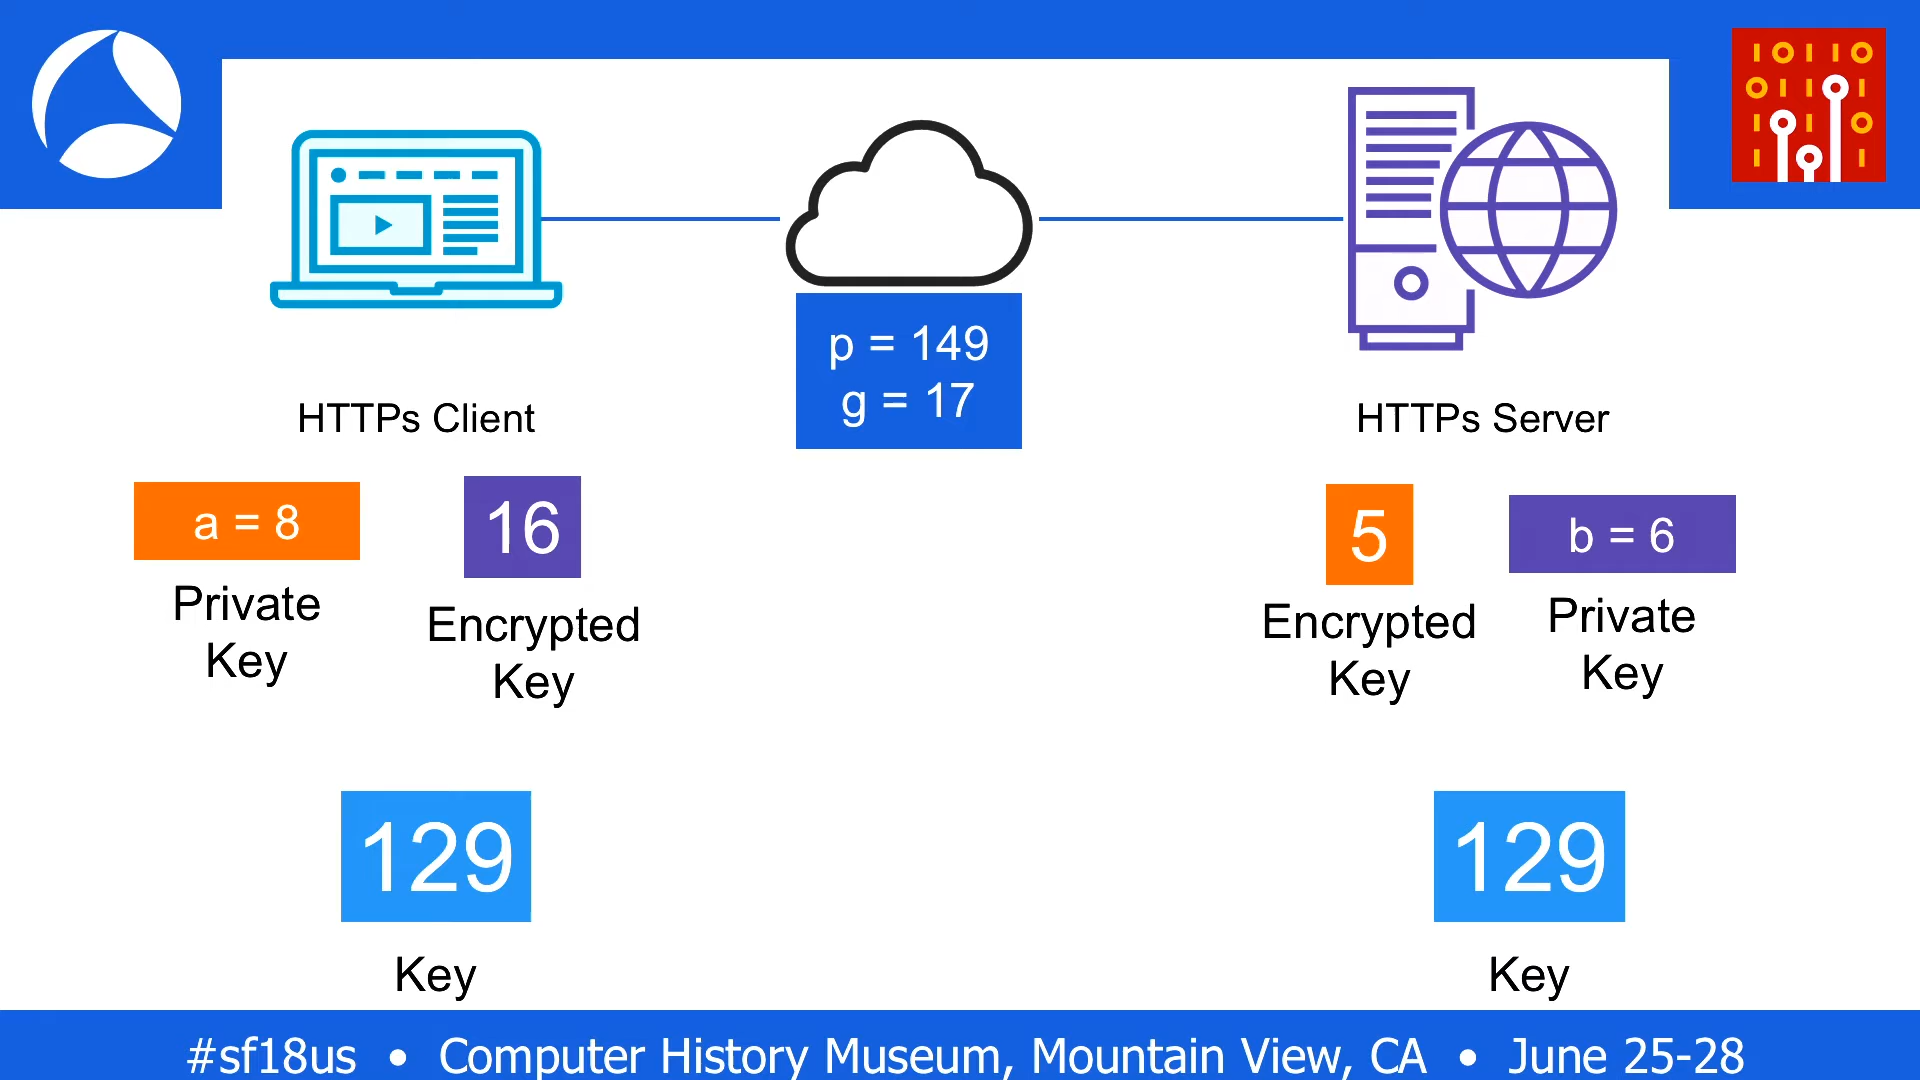 p = 149
g = 17
HTTPs Client
HTTPs Server
a = 8
16
5
b = 6
Private
Key
Encrypted
Key
Encrypted
Key
Private
Key
129
129
Key
Key
#sf18us • Computer History Museum, Mountain View, CA • June 25-28